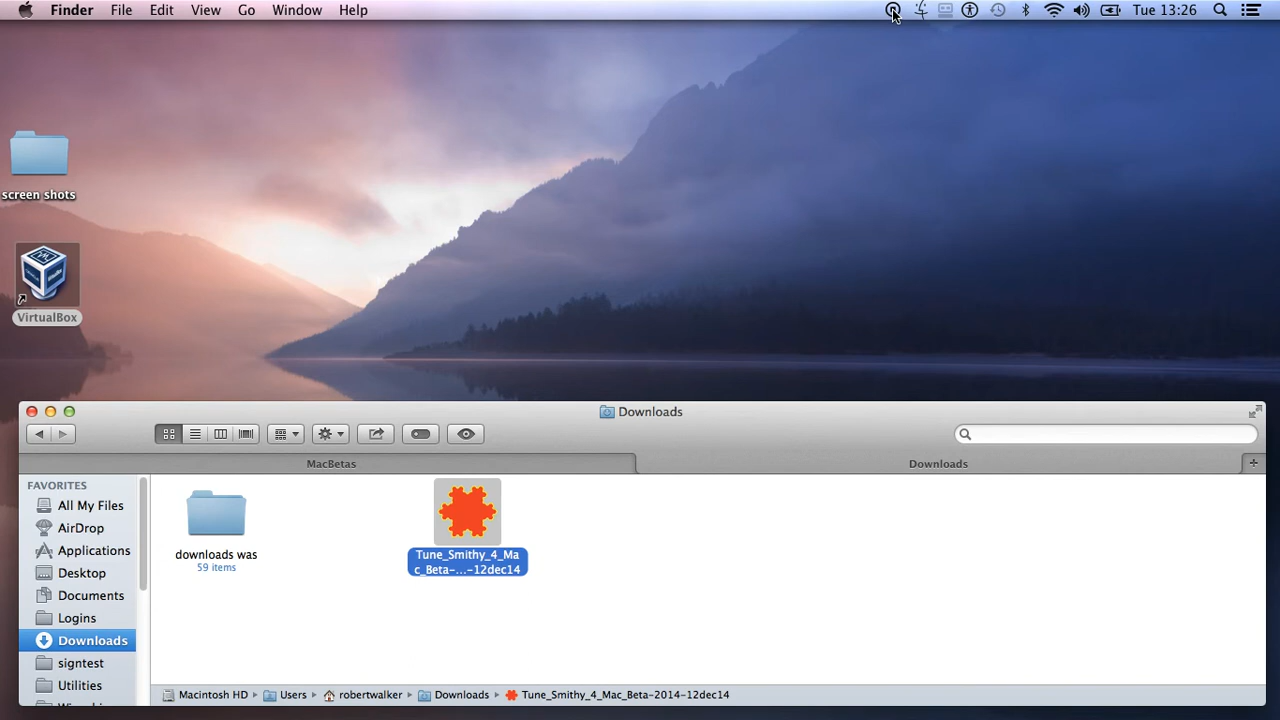 Finder File Edit View Go Window Help Tue 13:26
screen shots
VirtualBox
Downloads
MacBetas Downloads
FAVORITES
All My Files
AirDrop
Applications
Desktop
Documents
Logins
Downloads
signtest
Utilities
downloads was
59 items
Tune_Smithy_4_Ma
c_Beta-...-12dec14
Macintosh HD Users robertwalker Downloads Tune_Smithy_4_Mac_Beta-2014-12dec14